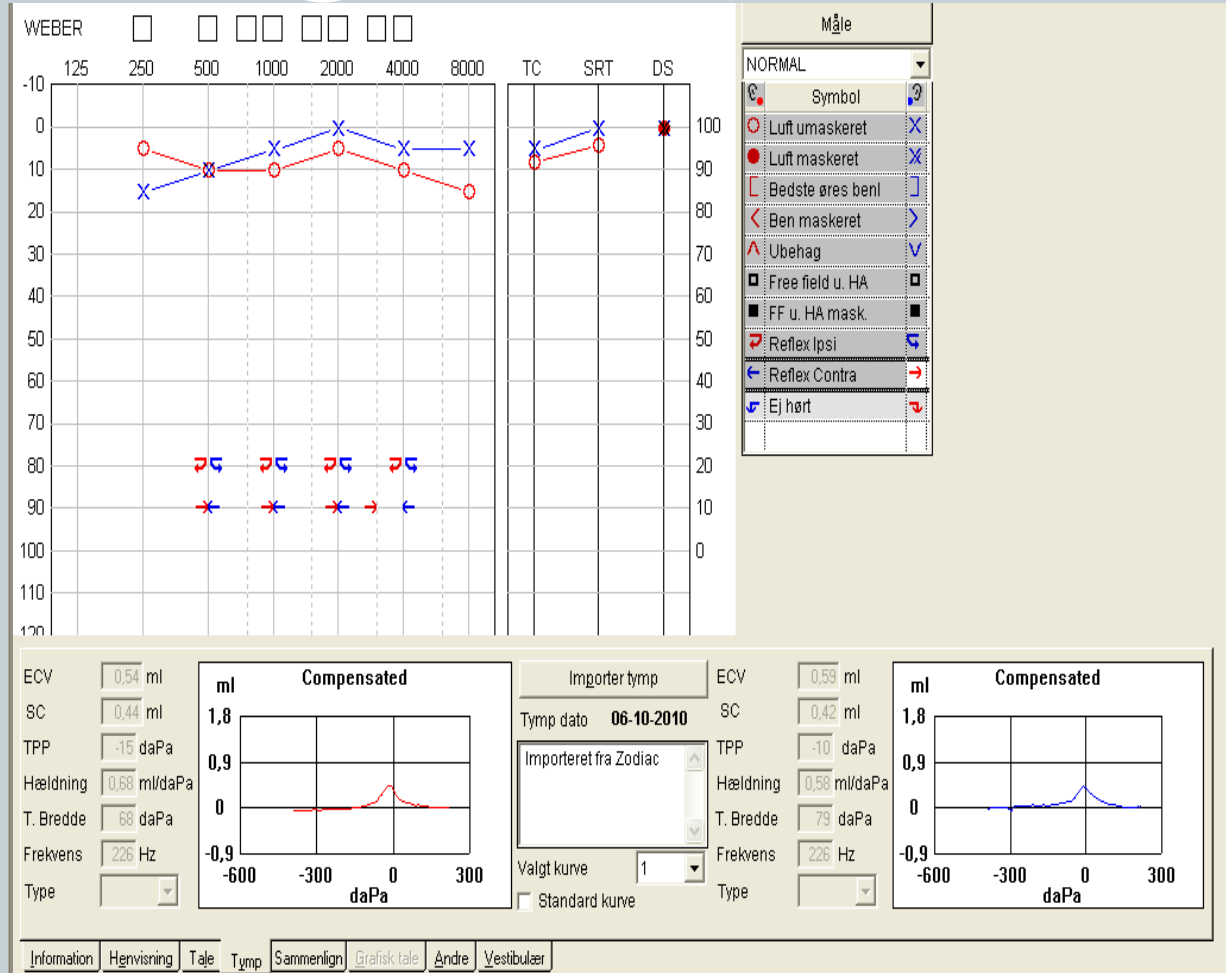 WEBER
125 250 500 1000 2000 4000 8000 TC SRT DS
-10
0 100
10 90
20 80
30 70
40 60
50 50
60 40
70 30
80 20
90 10
100 0
110
120
Måle
NORMAL
Symbol
Luft umaskeret
Luft maskeret
Bedste øres benl
Ben maskeret
Ubehag
Free field u. HA
FF u. HA mask.
Reflex Ipsi
Reflex Contra
Ej hørt
ECV 0,54 ml
SC 0,44 ml
TPP -15 daPa
Hældning 0,68 ml/daPa
T. Bredde 68 daPa
Frekvens 226 Hz
Type
Compensated
ml
1,8
0,9
0
-0,9
-600 -300 0 300
daPa
Importer tymp
Tymp dato 06-10-2010
Importeret fra Zodiac
Valgt kurve 1
Standard kurve
ECV 0,59 ml
SC 0,42 ml
TPP -10 daPa
Hældning 0,58 ml/daPa
T. Bredde 79 daPa
Frekvens 226 Hz
Type
Compensated
ml
1,8
0,9
0
-0,9
-600 -300 0 300
daPa
Information Henvisning Tale Tymp Sammenlign Grafisk tale Andre Vestibulær